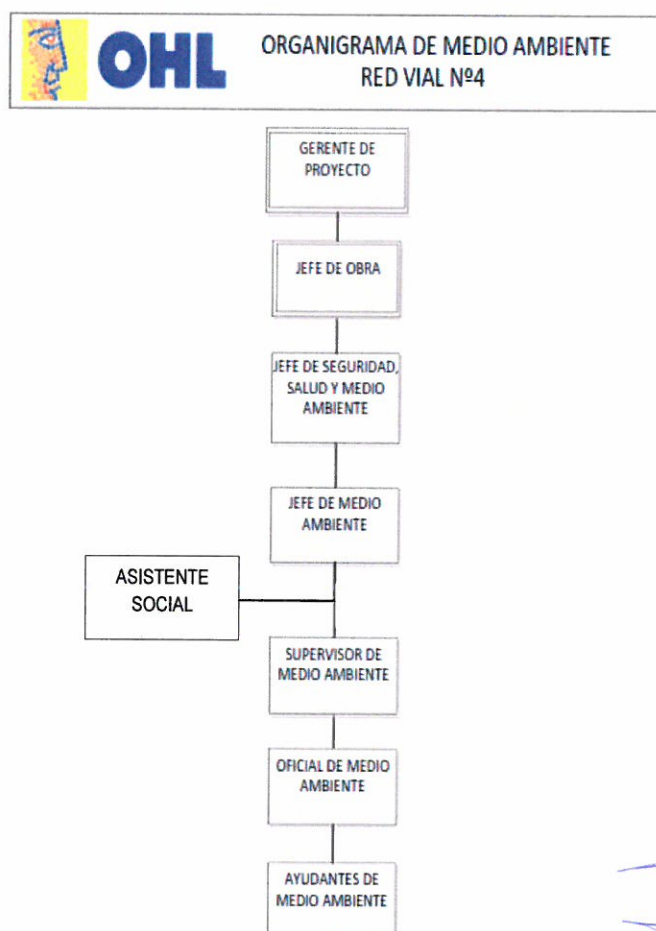 OHL
ORGANIGRAMA DE MEDIO AMBIENTE
RED VIAL Nº4
GERENTE DE
PROYECTO
JEFE DE OBRA
JEFE DE SEGURIDAD,
SALUD Y MEDIO
AMBIENTE
JEFE DE MEDIO
AMBIENTE
ASISTENTE
SOCIAL
SUPERVISOR DE
MEDIO AMBIENTE
OFICIAL DE MEDIO
AMBIENTE
AYUDANTES DE
MEDIO AMBIENTE